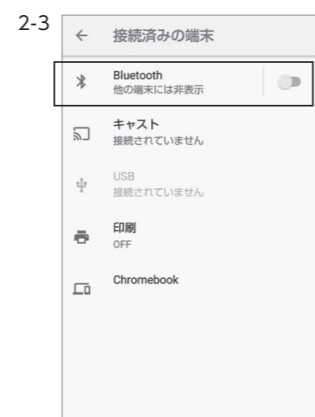 2-3
接続済みの端末
Bluetooth
他の端末には非表示
キャスト
接続されていません
USB
接続されていません
印刷
OFF
Chromebook